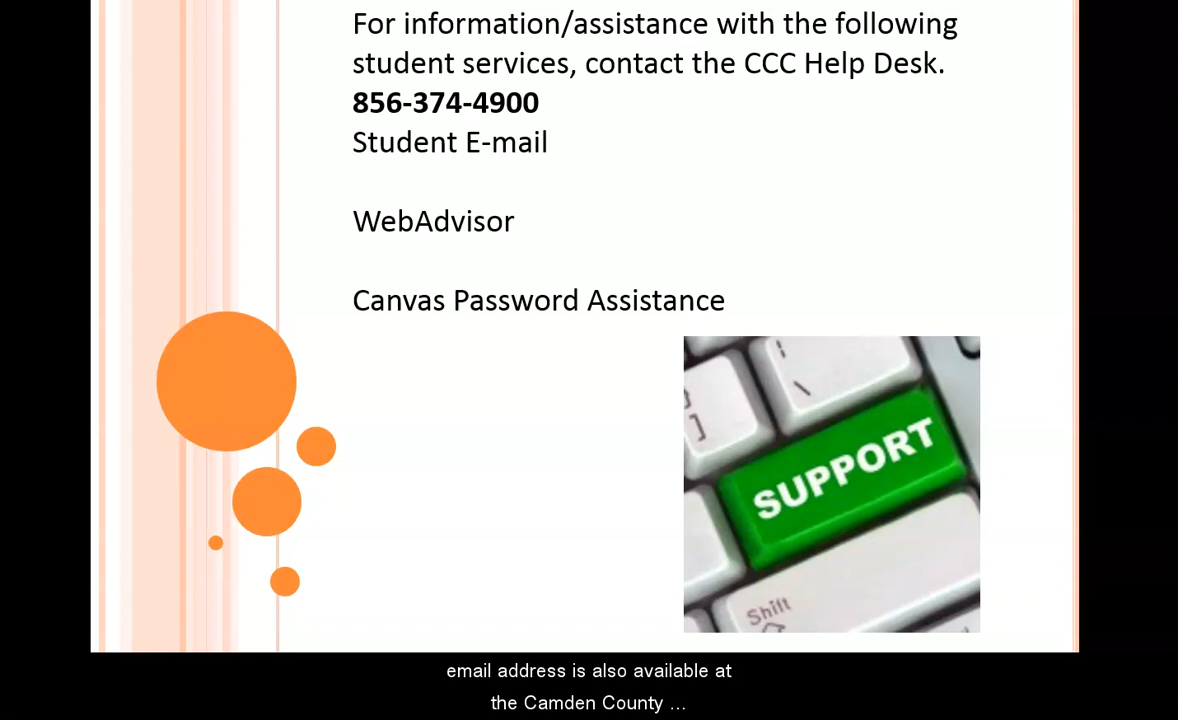 For information/assistance with the following
student services, contact the CCC Help Desk.
856-374-4900
Student E-mail
WebAdvisor
Canvas Password Assistance
}
]
|
\
SUPPORT
Shift
email address is also available at
the Camden County ...